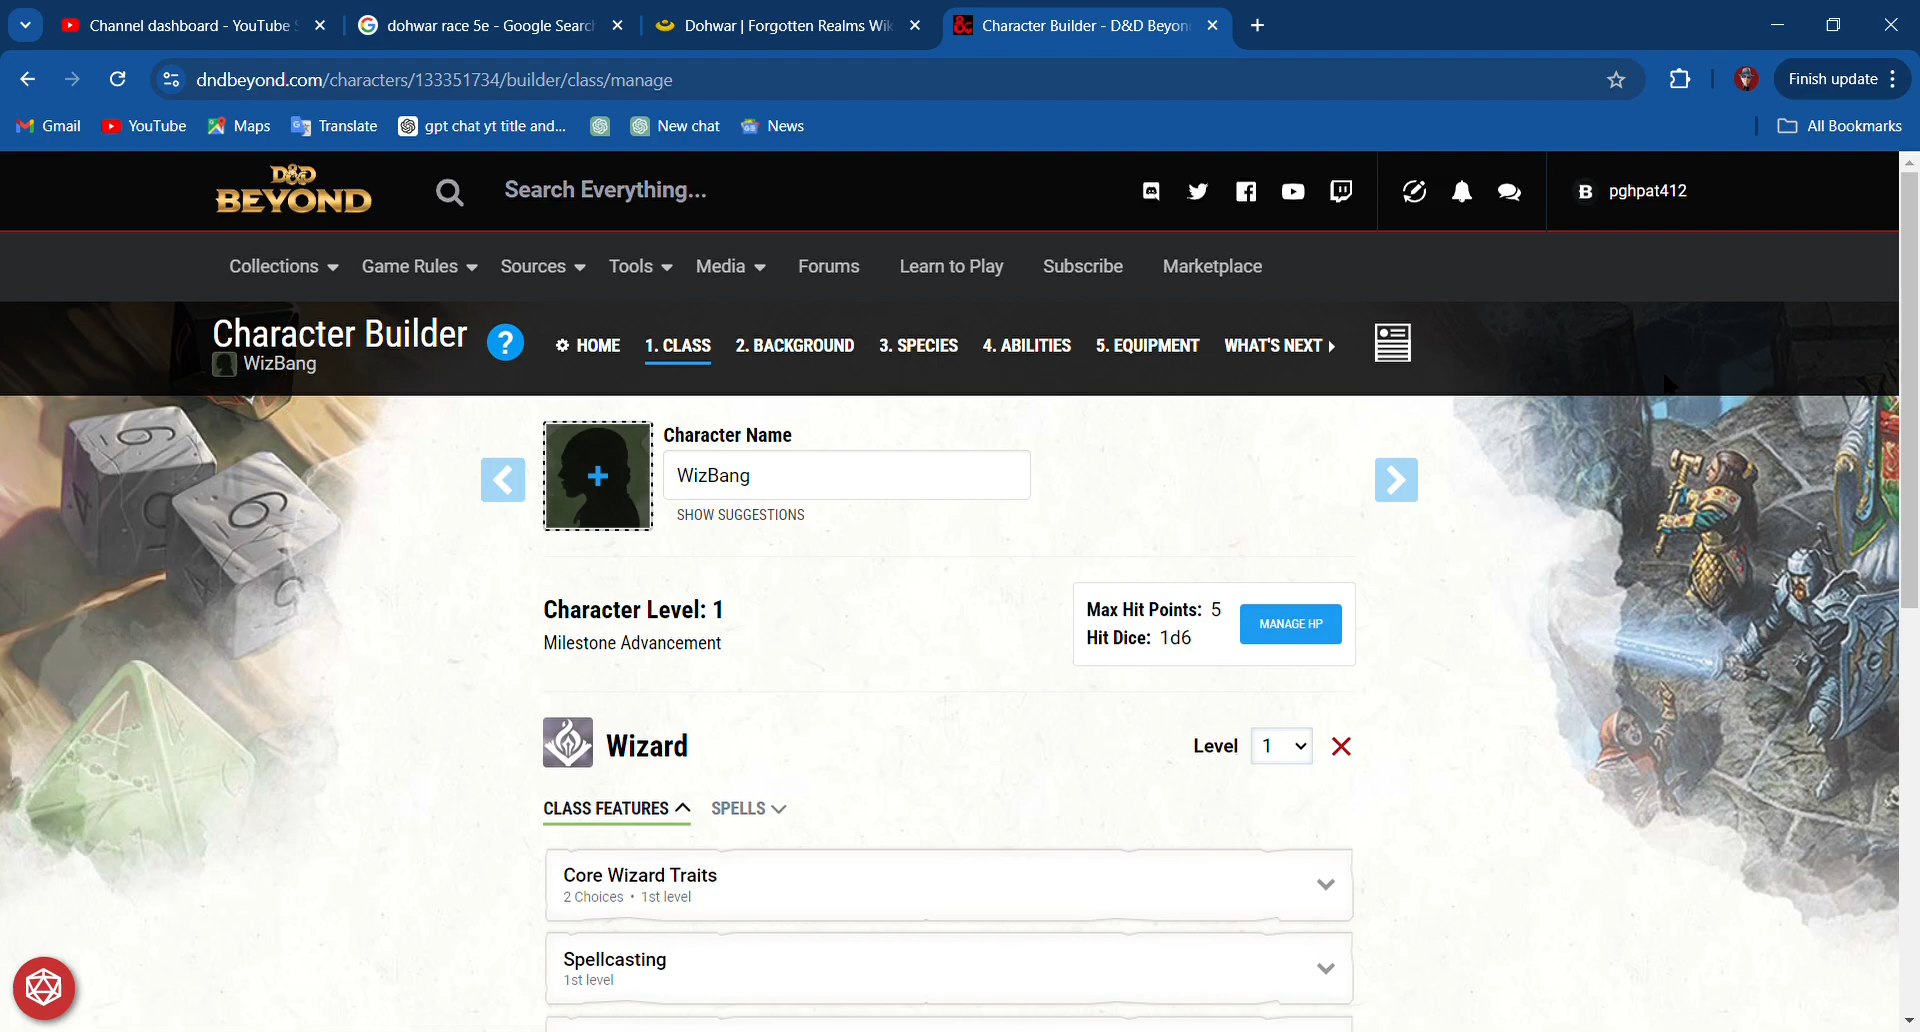 Channel dashboard - YouTube S
dohwar race 5e - Google Search
Dohwar | Forgotten Realms Wik
Character Builder - D&D Beyon
dndbeyond.com/characters/133351734/builder/class/manage
Finish update
Gmail
YouTube
Maps
Translate
gpt chat yt title and...
New chat
News
All Bookmarks
D&D
BEYOND
Search Everything...
B pghpat412
Collections
Game Rules
Sources
Tools
Media
Forums
Learn to Play
Subscribe
Marketplace
Character Builder
WizBang
?
HOME
1. CLASS
2. BACKGROUND
3. SPECIES
4. ABILITIES
5. EQUIPMENT
WHAT'S NEXT
Character Name
WizBang
SHOW SUGGESTIONS
Character Level: 1
Milestone Advancement
Max Hit Points: 5
Hit Dice: 1d6
MANAGE HP
Wizard
Level 1
CLASS FEATURES
SPELLS
Core Wizard Traits
2 Choices • 1st level
Spellcasting
1st level